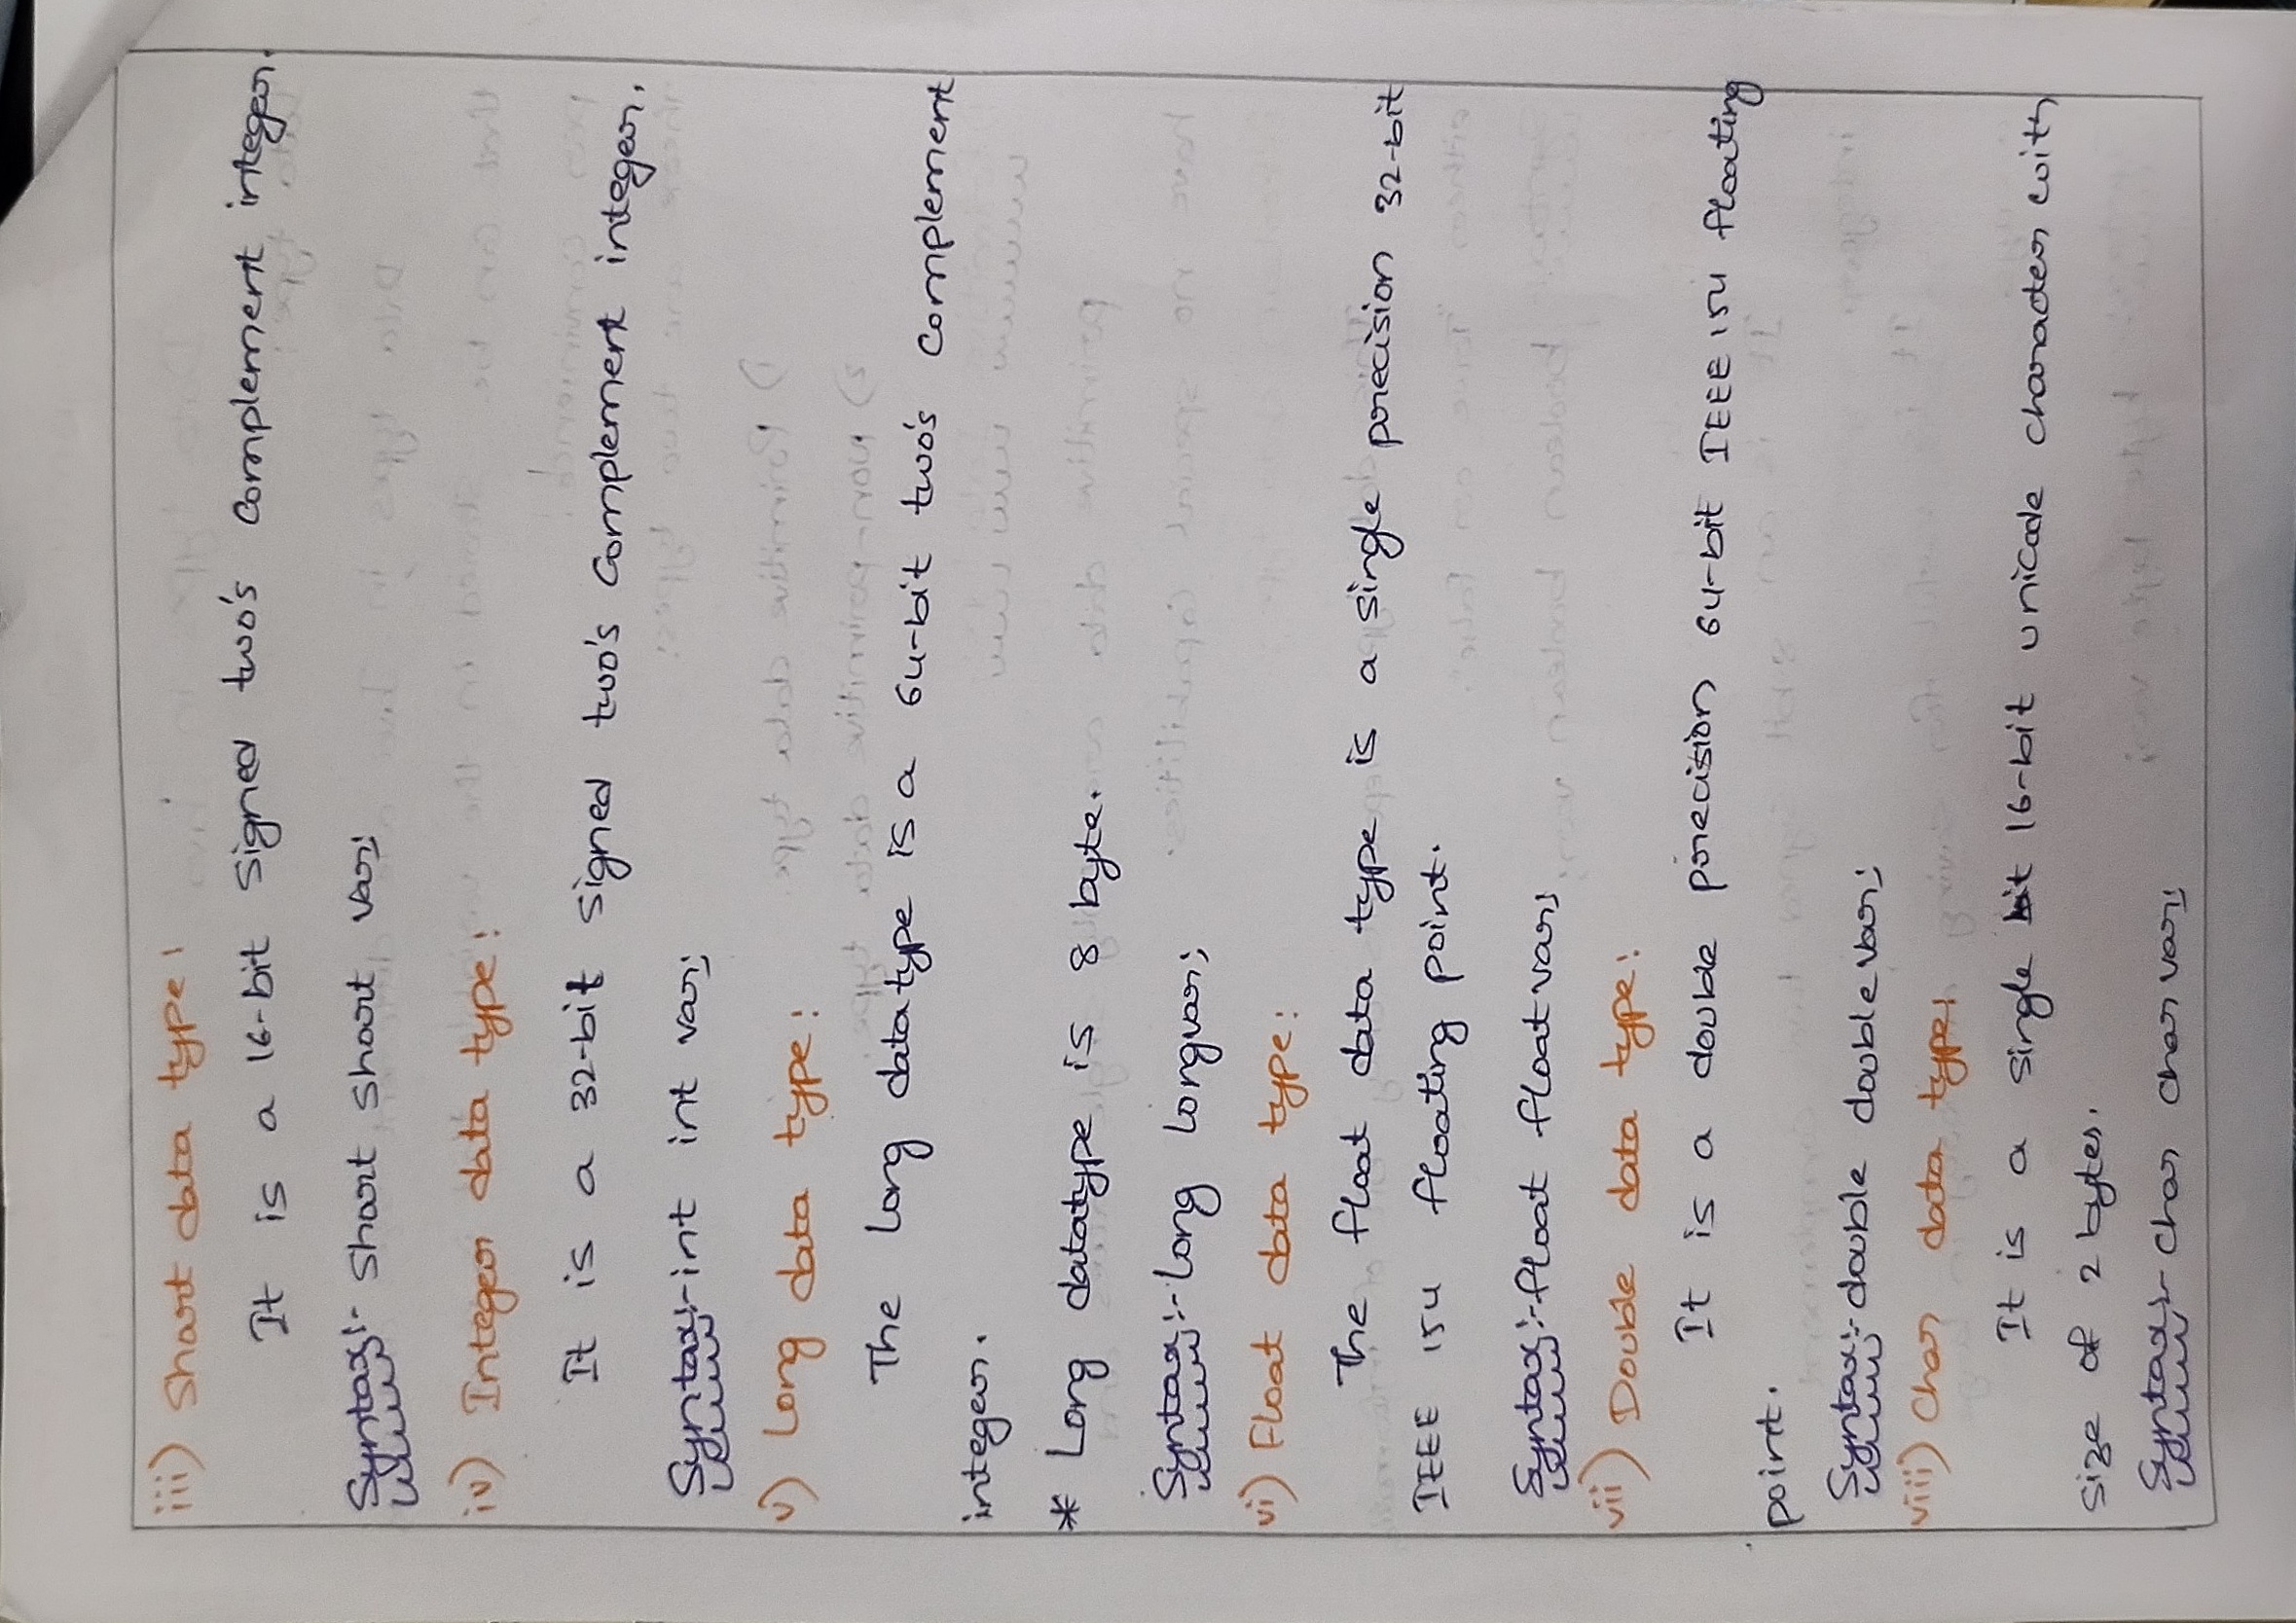 iii) Short data type:
It is a 16-bit signed two's complement integer.
Syntax:- short short var;
iv) Integer data type:
It is a 32-bit signed two's complement integer.
Syntax:- int int var;
v) Long data type:
The long datatype is a 64-bit two's complement
integer.
* Long datatype is 8 byte.
Syntax:- long longvar;
vi) Float data type:
The float data type is a single precision 32-bit
IEEE 154 floating point.
Syntax:- float floatvar;
vii) Double data type:
It is a double precision 64-bit IEEE 154 floating
point.
Syntax:- double doublevar;
viii) Char data type:
It is a single 16-bit unicode character with
size of 2 bytes.
Syntax:- char char var;